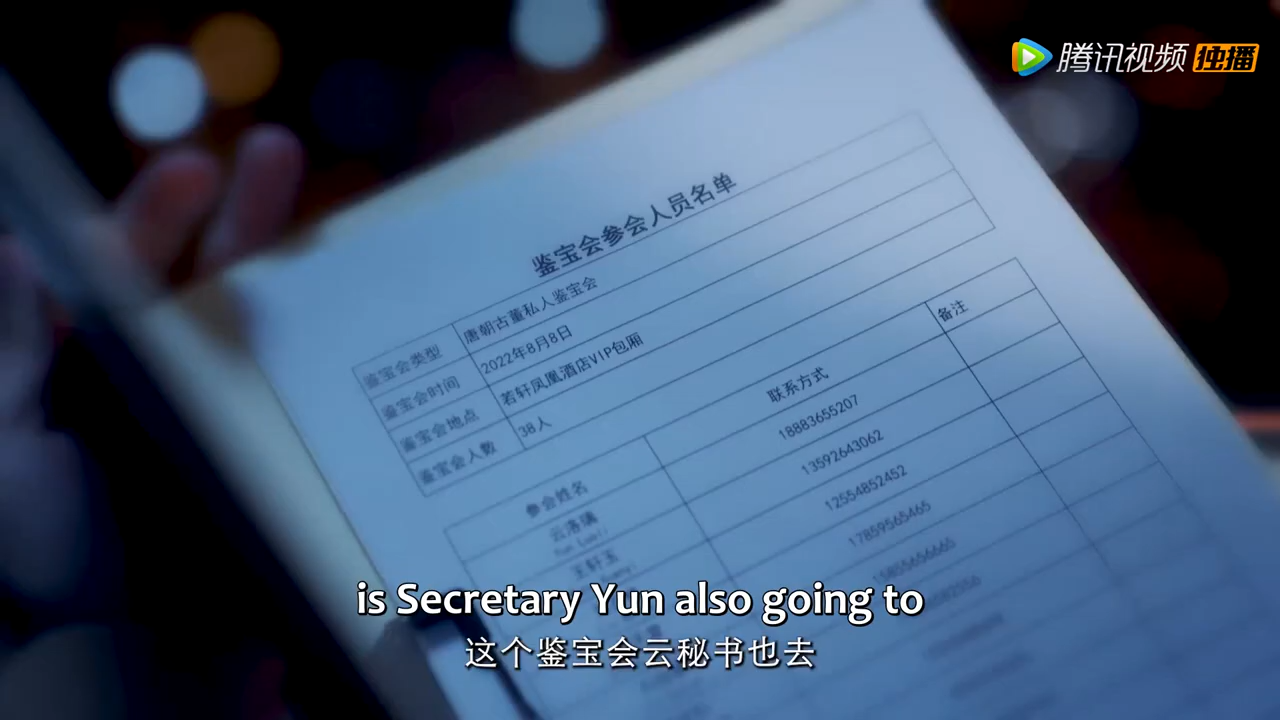 腾讯视频 独播
鉴宝会参会人员名单
鉴宝会类型 唐朝古董私人鉴宝会
鉴宝会时间 2022年8月8日
鉴宝会地点 若轩凤凰酒店VIP包厢
鉴宝会人数 38人
参会姓名 联系方式 备注
云洛璃 18883655207
王轩玉 13592643062
12554852452
17859565465
is Secretary Yun also going to
这个鉴宝会云秘书也去